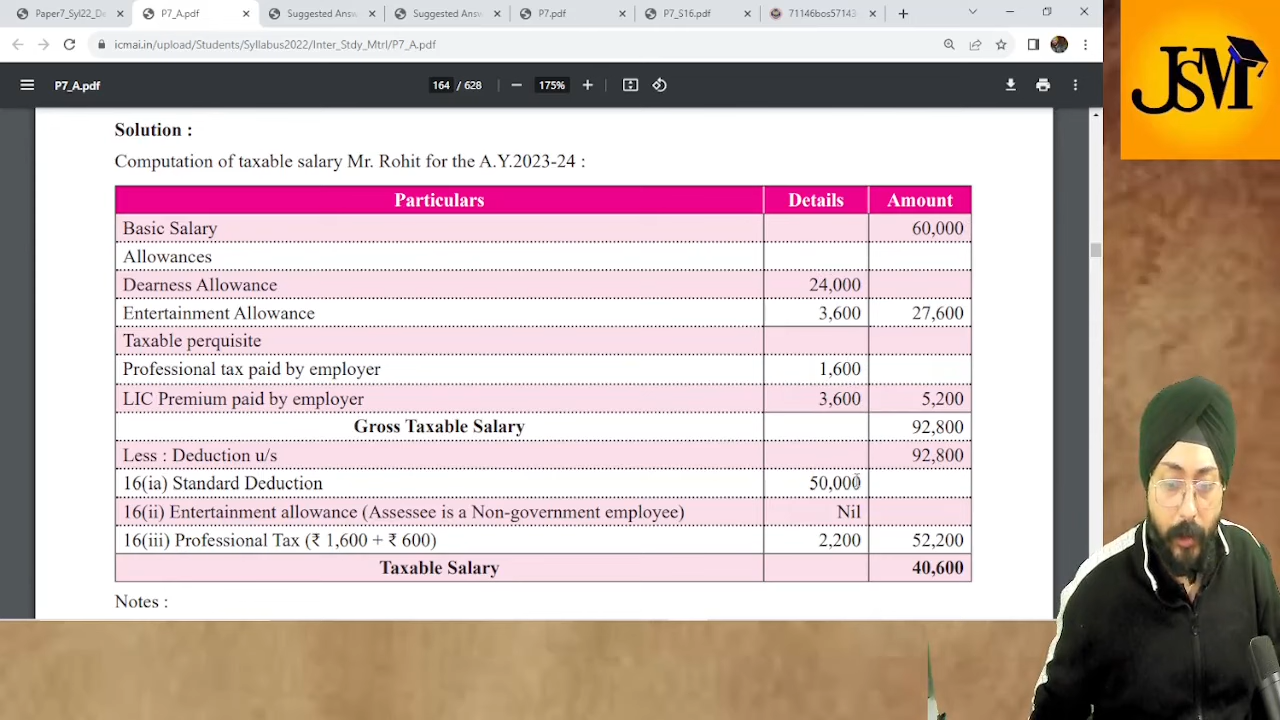 Paper7_Syl22_De
P7_A.pdf
Suggested Answ
Suggested Answ
P7.pdf
P7_S16.pdf
71146bos57143
icmai.in/upload/Students/Syllabus2022/Inter_Stdy_Mtrl/P7_A.pdf
P7_A.pdf 164 / 628 175%
JSM
Solution :
Computation of taxable salary Mr. Rohit for the A.Y.2023-24 :
Particulars Details Amount
Basic Salary 60,000
Allowances
Dearness Allowance 24,000
Entertainment Allowance 3,600 27,600
Taxable perquisite
Professional tax paid by employer 1,600
LIC Premium paid by employer 3,600 5,200
Gross Taxable Salary 92,800
Less : Deduction u/s 92,800
16(ia) Standard Deduction 50,000
16(ii) Entertainment allowance (Assessee is a Non-government employee) Nil
16(iii) Professional Tax (₹ 1,600 + ₹ 600) 2,200 52,200
Taxable Salary 40,600
Notes :